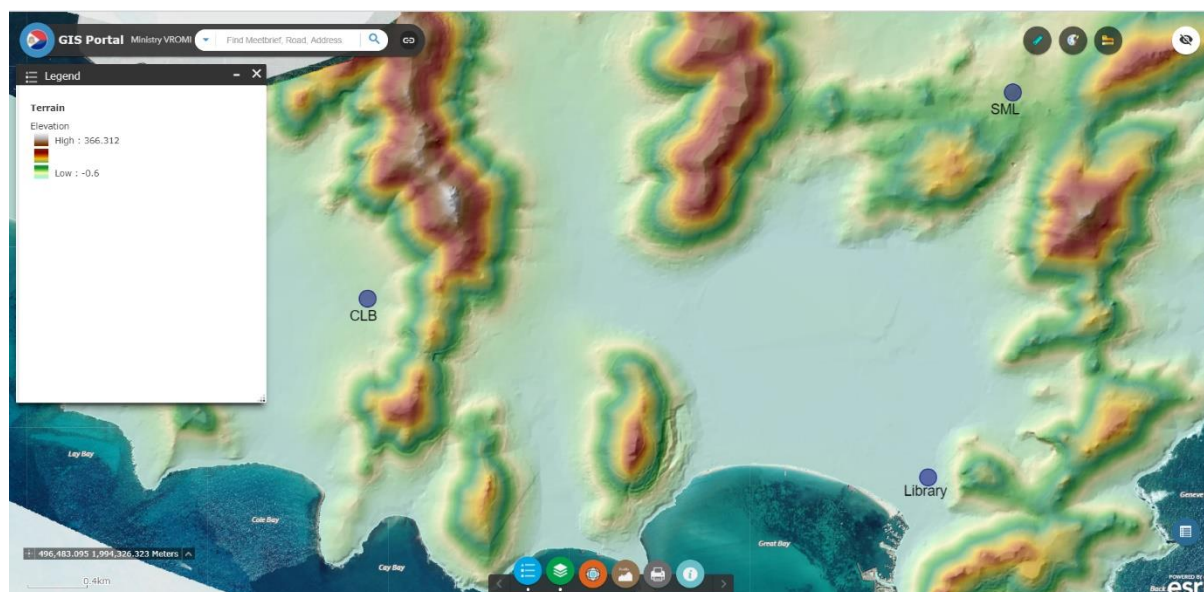 GIS Portal Ministry VROMI
Find Meetbrief, Road, Address.
Legend
Terrain
Elevation
High : 366.312
Low : -0.6
SML
CLB
Library
Lay Bay
Cole Bay
Cay Bay
Great Bay
Geneve
496,483.095 1,994,326.323 Meters
0.4km
Back
POWERED BY
esri